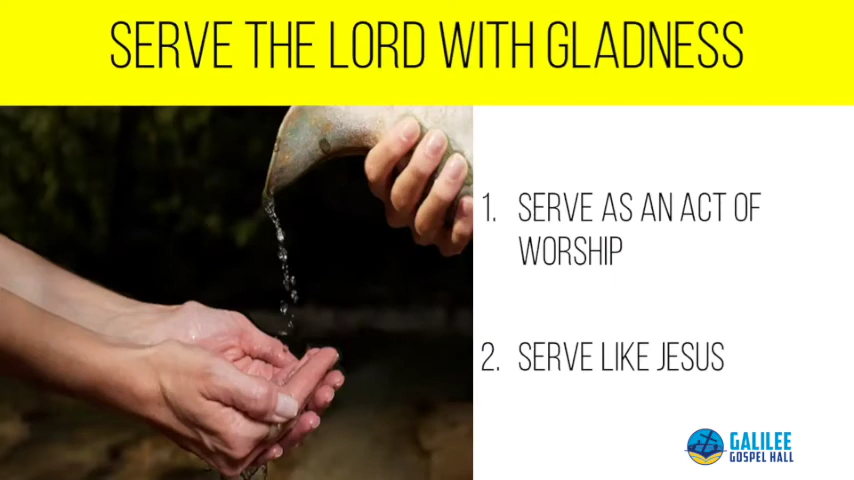 SERVE THE LORD WITH GLADNESS
1. SERVE AS AN ACT OF
WORSHIP
2. SERVE LIKE JESUS
GALILEE
GOSPEL HALL